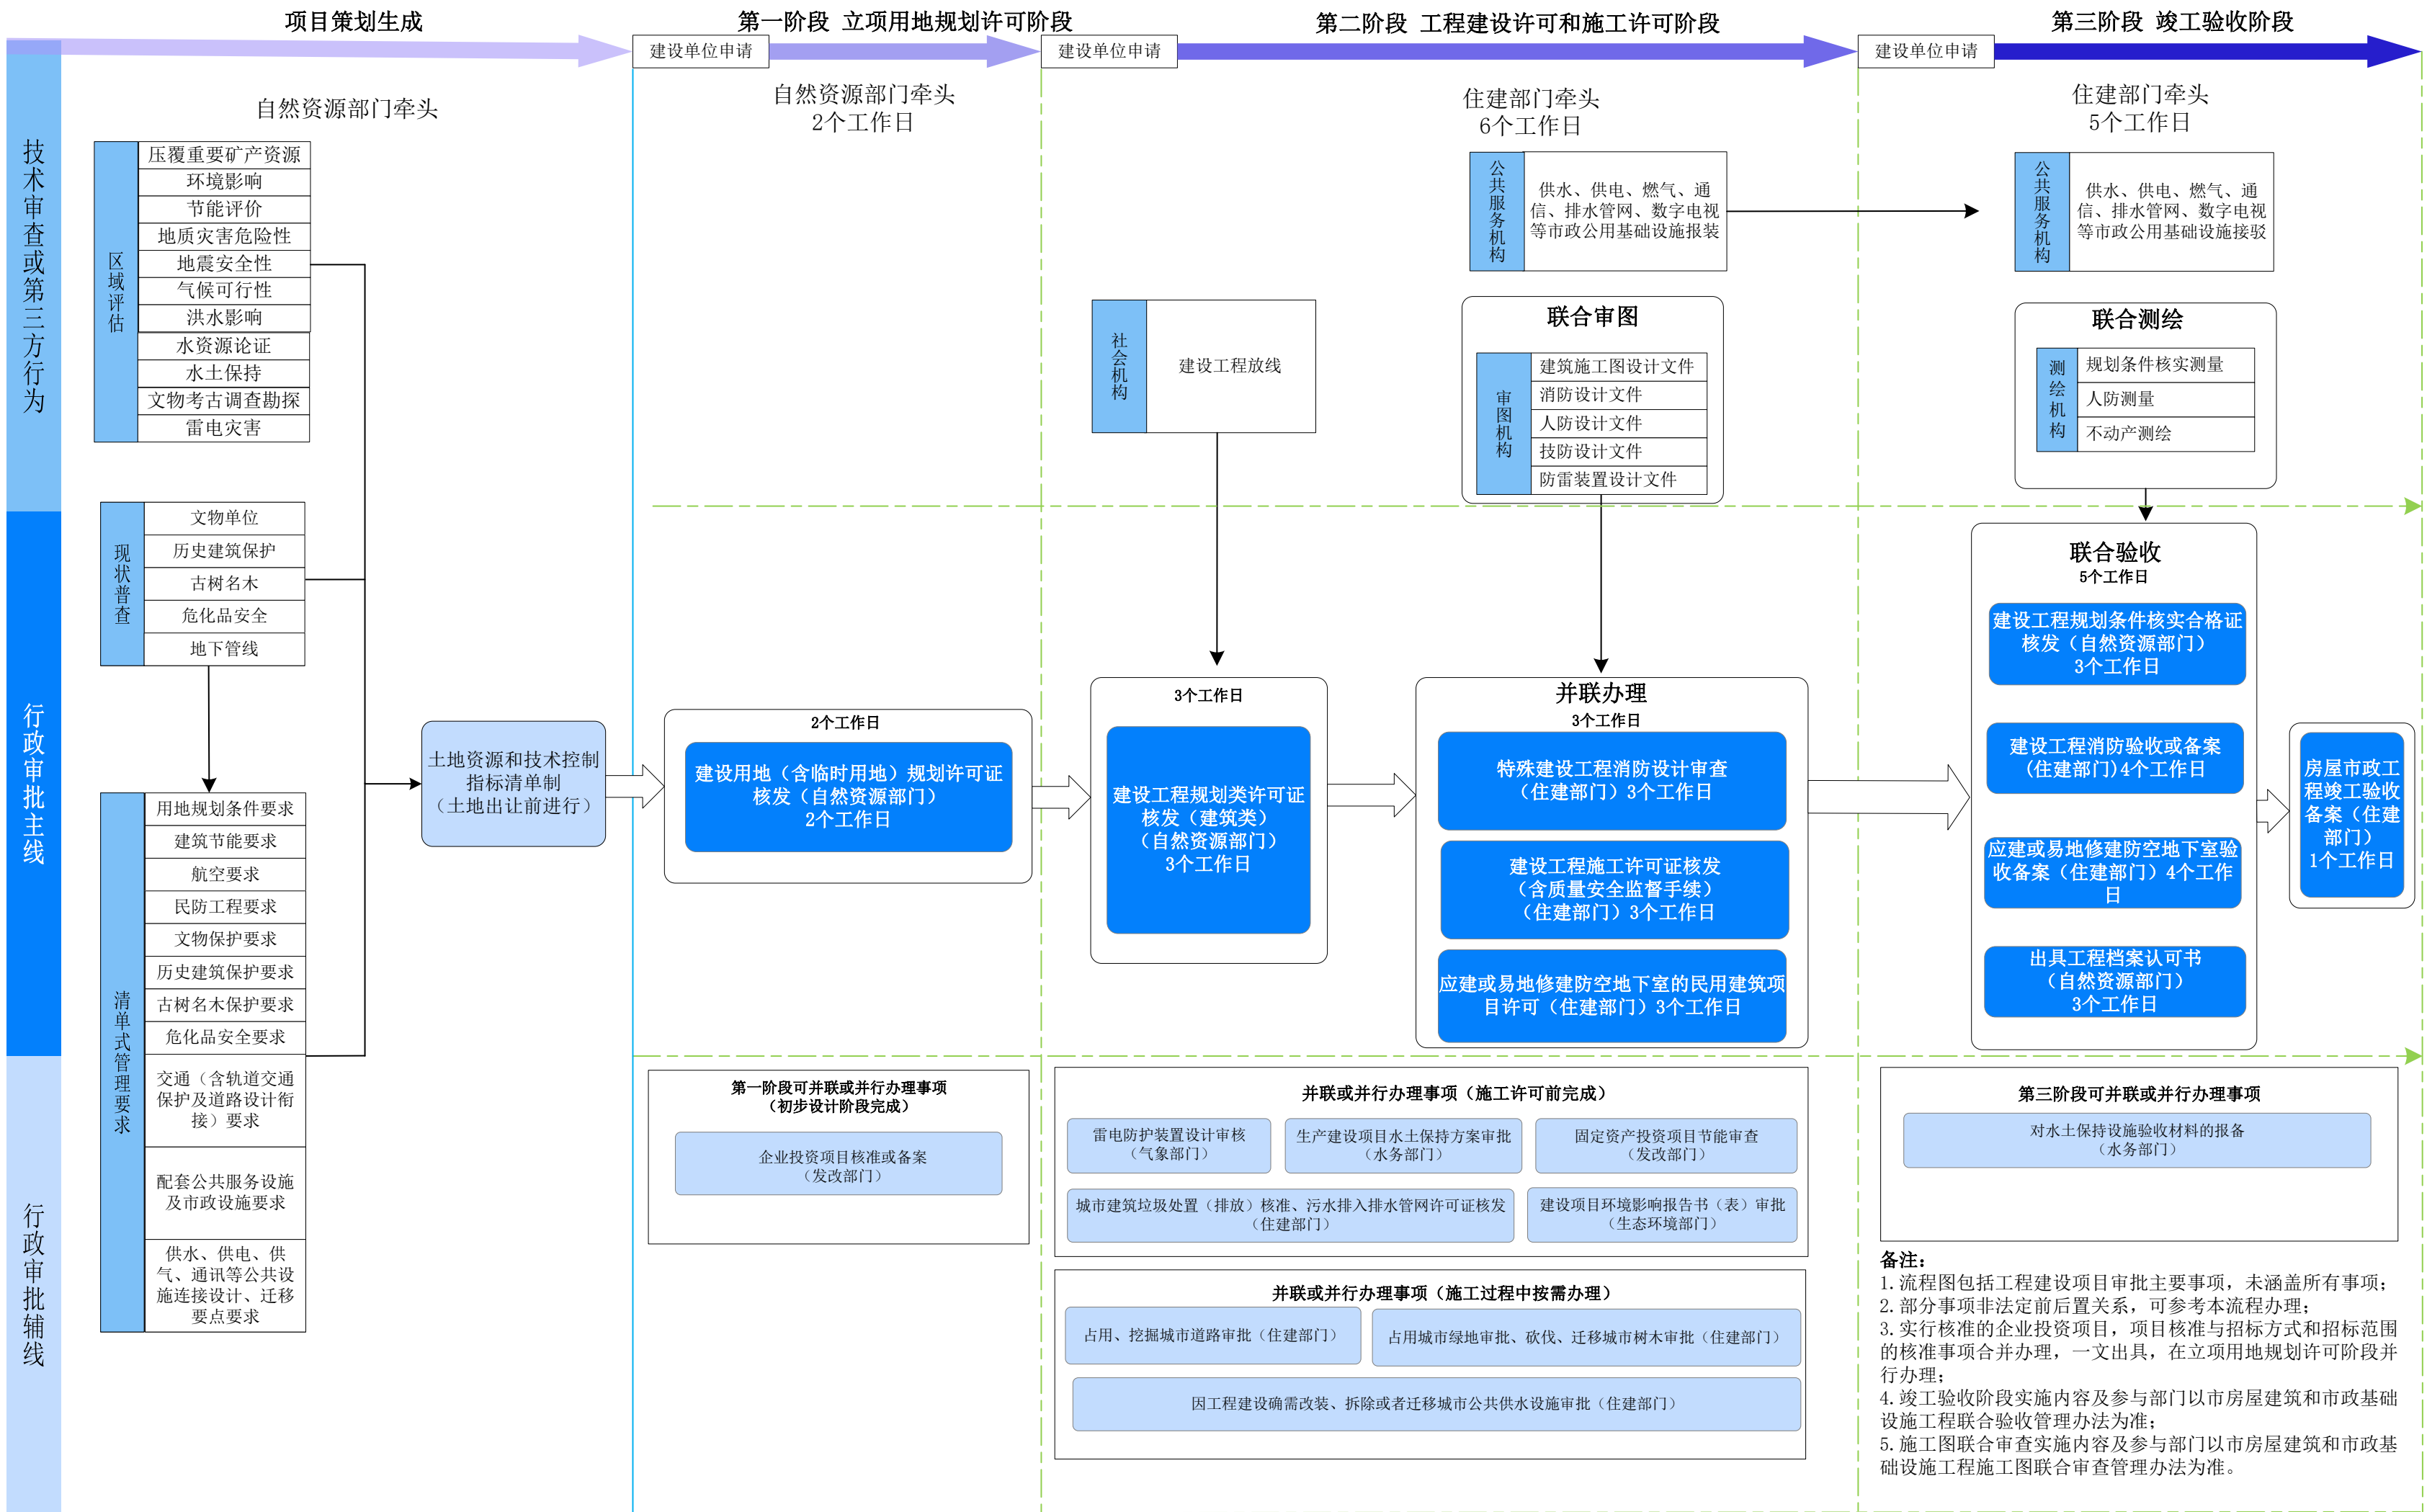 项目策划生成
第一阶段 立项用地规划许可阶段
第二阶段 工程建设许可和施工许可阶段
第三阶段 竣工验收阶段
建设单位申请
建设单位申请
建设单位申请
技术审查或第三方行为
行政审批主线
行政审批辅线
自然资源部门牵头
区域评估
压覆重要矿产资源
环境影响
节能评价
地质灾害危险性
地震安全性
气候可行性
洪水影响
水资源论证
水土保持
文物考古调查勘探
雷电灾害
现状普查
文物单位
历史建筑保护
古树名木
危化品安全
地下管线
清单式管理要求
用地规划条件要求
建筑节能要求
航空要求
民防工程要求
文物保护要求
历史建筑保护要求
古树名木保护要求
危化品安全要求
交通（含轨道交通
保护及道路设计衔
接）要求
配套公共服务设施
及市政设施要求
供水、供电、供
气、通讯等公共设
施连接设计、迁移
要点要求
土地资源和技术控制
指标清单制
（土地出让前进行）
自然资源部门牵头
2个工作日
2个工作日
建设用地（含临时用地）规划许可证
核发（自然资源部门）
2个工作日
第一阶段可并联或并行办理事项
（初步设计阶段完成）
企业投资项目核准或备案
（发改部门）
住建部门牵头
6个工作日
公共服务机构
供水、供电、燃气、通
信、排水管网、数字电视
等市政公用基础设施报装
社会机构
建设工程放线
联合审图
审图机构
建筑施工图设计文件
消防设计文件
人防设计文件
技防设计文件
防雷装置设计文件
3个工作日
建设工程规划类许可证
核发（建筑类）
（自然资源部门）
3个工作日
并联办理
3个工作日
特殊建设工程消防设计审查
（住建部门）3个工作日
建设工程施工许可证核发
（含质量安全监督手续）
（住建部门）3个工作日
应建或易地修建防空地下室的民用建筑项
目许可（住建部门）3个工作日
并联或并行办理事项（施工许可前完成）
雷电防护装置设计审核
（气象部门）
生产建设项目水土保持方案审批
（水务部门）
固定资产投资项目节能审查
（发改部门）
城市建筑垃圾处置（排放）核准、污水排入排水管网许可证核发
（住建部门）
建设项目环境影响报告书（表）审批
（生态环境部门）
并联或并行办理事项（施工过程中按需办理）
占用、挖掘城市道路审批（住建部门）
占用城市绿地审批、砍伐、迁移城市树木审批（住建部门）
因工程建设确需改装、拆除或者迁移城市公共供水设施审批（住建部门）
住建部门牵头
5个工作日
公共服务机构
供水、供电、燃气、通
信、排水管网、数字电视
等市政公用基础设施接驳
联合测绘
测绘机构
规划条件核实测量
人防测量
不动产测绘
联合验收
5个工作日
建设工程规划条件核实合格证
核发（自然资源部门）
3个工作日
建设工程消防验收或备案
(住建部门)4个工作日
应建或易地修建防空地下室验
收备案（住建部门）4个工作
日
出具工程档案认可书
（自然资源部门）
3个工作日
房屋市政工
程竣工验收
备案（住建
部门）
1个工作日
第三阶段可并联或并行办理事项
对水土保持设施验收材料的报备
（水务部门）
备注：
1.流程图包括工程建设项目审批主要事项，未涵盖所有事项；
2.部分事项非法定前后置关系，可参考本流程办理；
3.实行核准的企业投资项目，项目核准与招标方式和招标范围
的核准事项合并办理，一文出具，在立项用地规划许可阶段并
行办理；
4.竣工验收阶段实施内容及参与部门以市房屋建筑和市政基础
设施工程联合验收管理办法为准；
5.施工图联合审查实施内容及参与部门以市房屋建筑和市政基
础设施工程施工图联合审查管理办法为准。